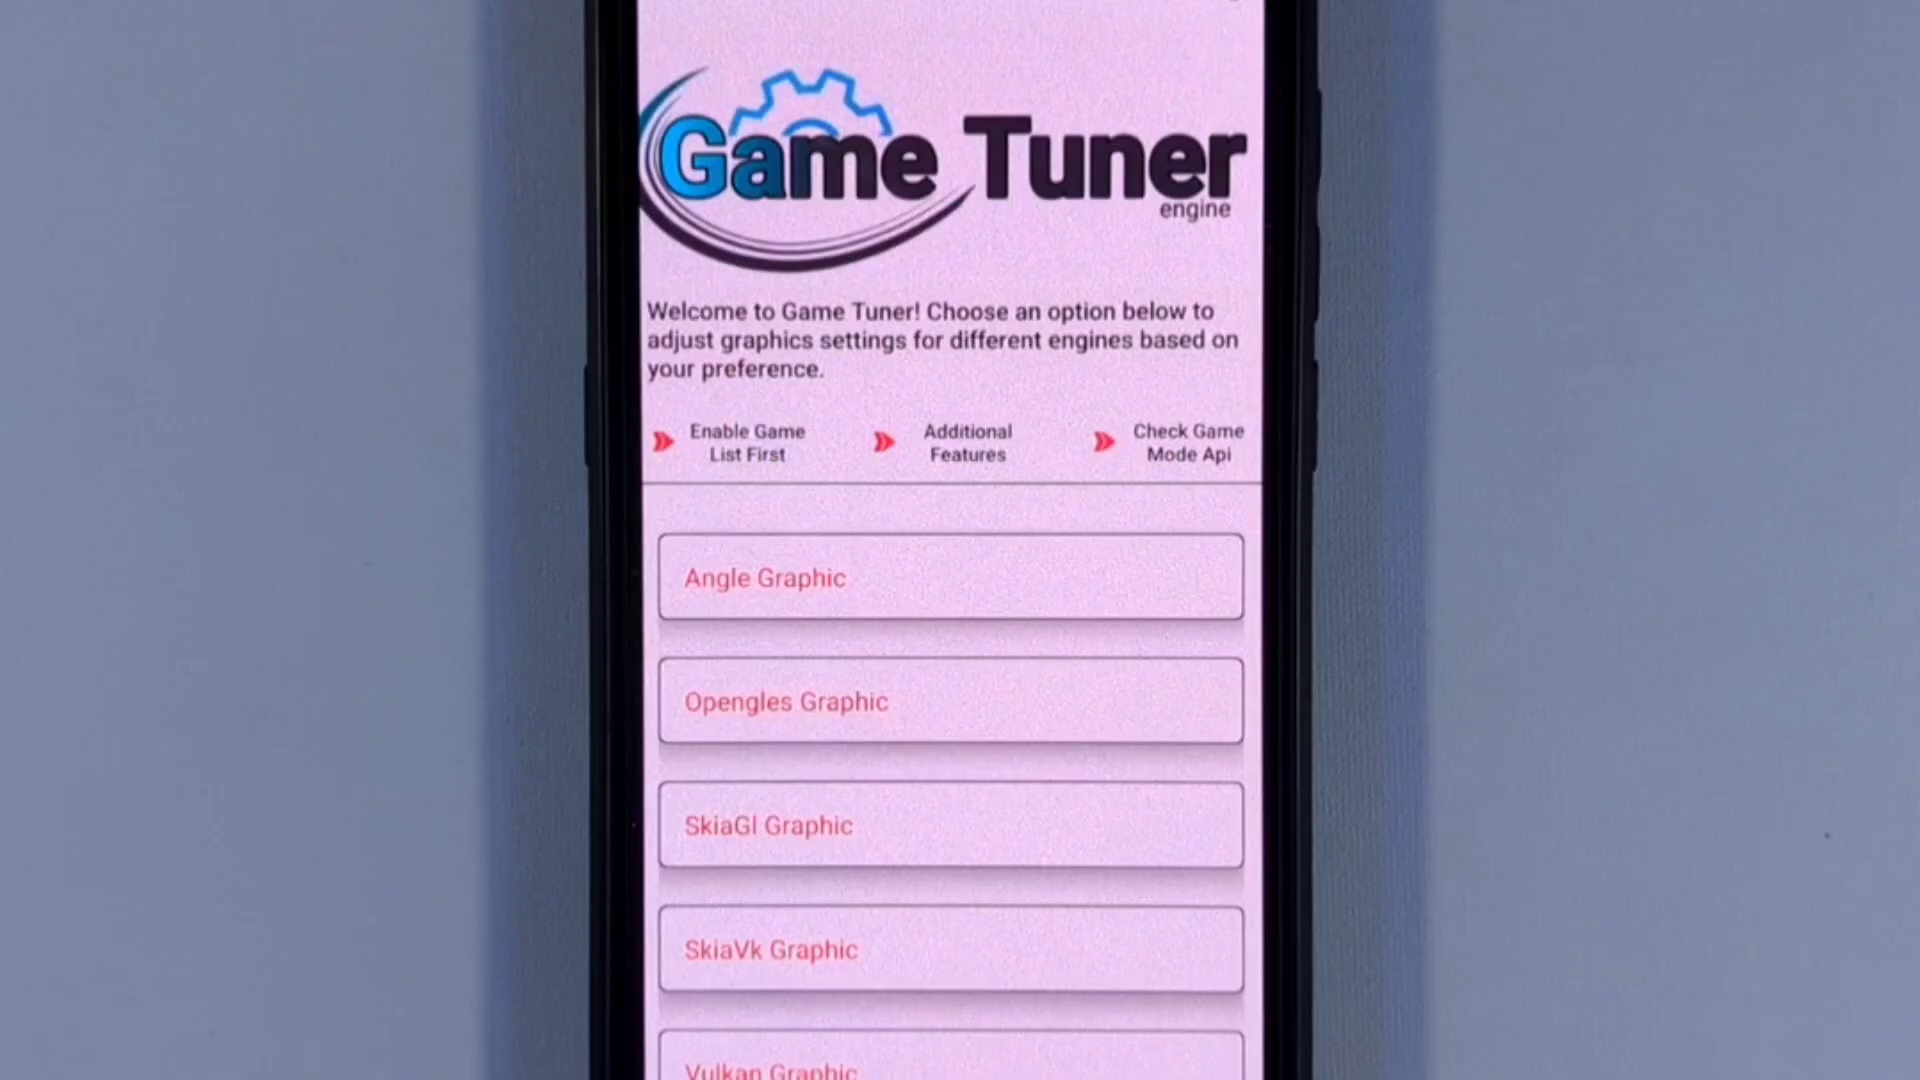 Game Tuner
engine
Welcome to Game Tuner! Choose an option below to
adjust graphics settings for different engines based on
your preference.
Enable Game
List First
Additional
Features
Check Game
Mode Api
Angle Graphic
Opengles Graphic
SkiaGl Graphic
SkiaVk Graphic
Vulkan Graphic